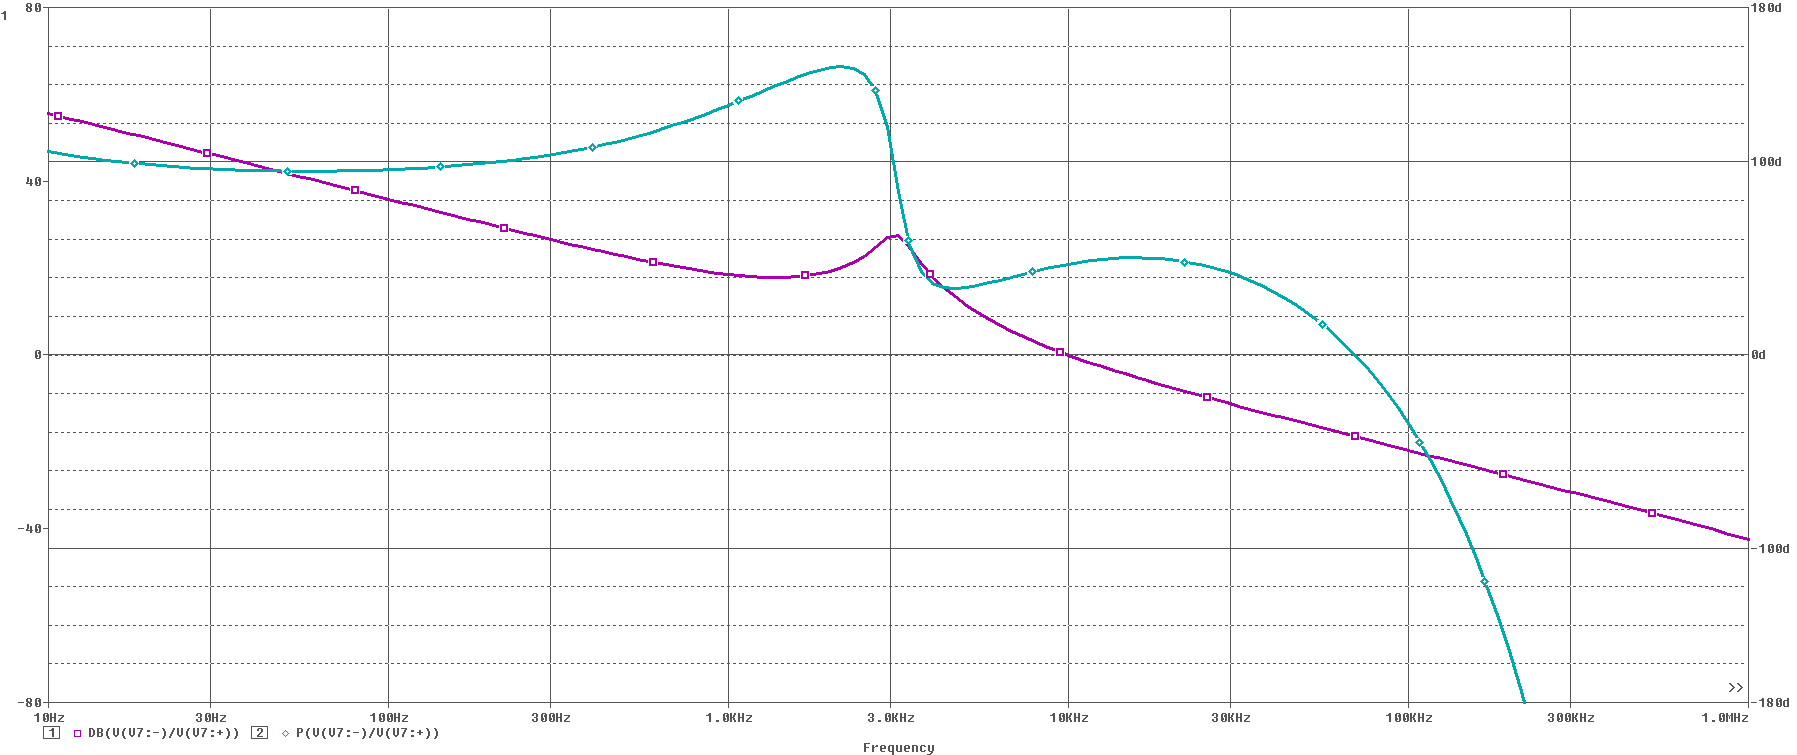 1 80 180d
100d
40
0 0d
-40
-100d
-80 -180d
>>
10Hz 30Hz 100Hz 300Hz 1.0KHz 3.0KHz 10KHz 30KHz 100KHz 300KHz 1.0MHz
1 DB(V(V7:-)/V(V7:+)) 2 P(V(V7:-)/V(V7:+))
Frequency